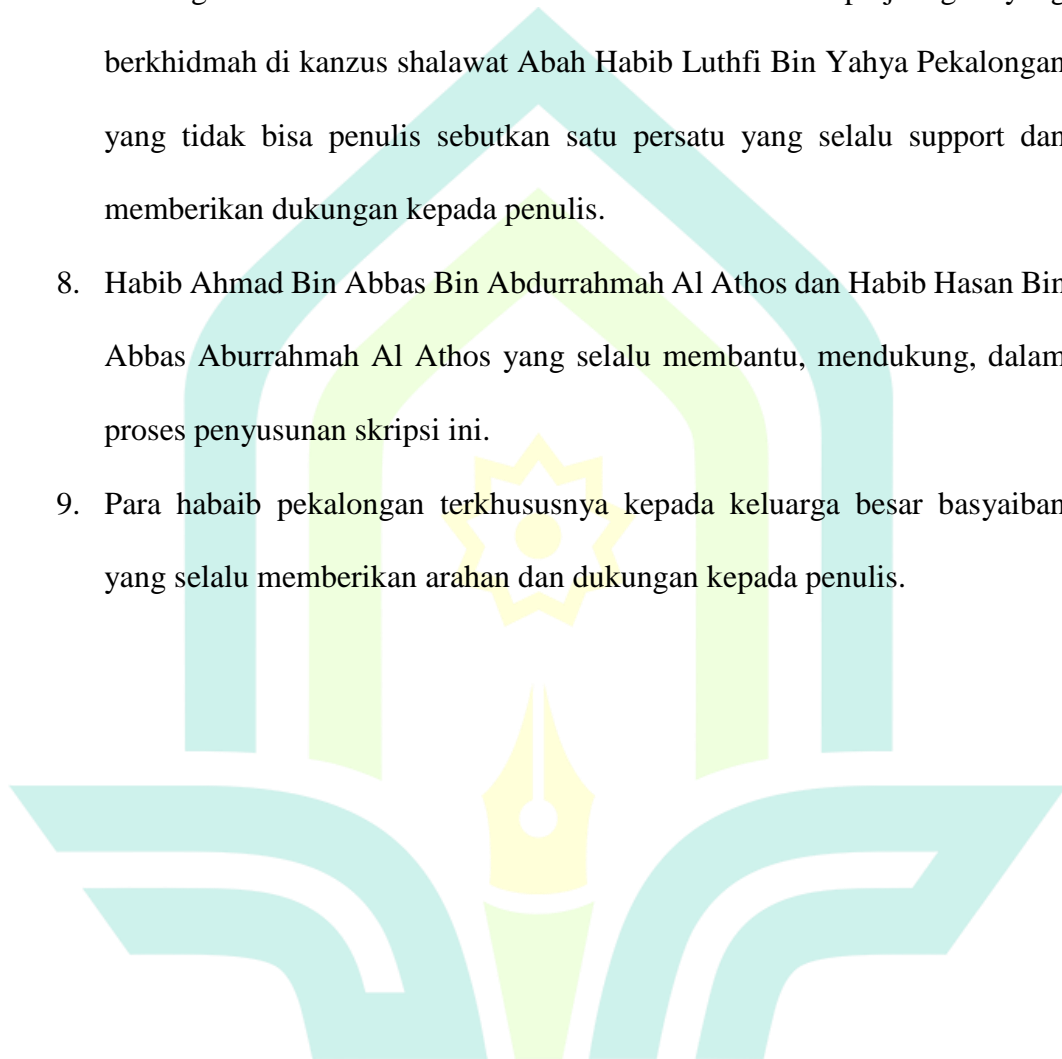 berkhidmah di kanzus shalawat Abah Habib Luthfi Bin Yahya Pekalongan
yang tidak bisa penulis sebutkan satu persatu yang selalu support dan
memberikan dukungan kepada penulis.
8. Habib Ahmad Bin Abbas Bin Abdurrahmah Al Athos dan Habib Hasan Bin
Abbas Aburrahmah Al Athos yang selalu membantu, mendukung, dalam
proses penyusunan skripsi ini.
9. Para habaib pekalongan terkhususnya kepada keluarga besar basyaiban
yang selalu memberikan arahan dan dukungan kepada penulis.